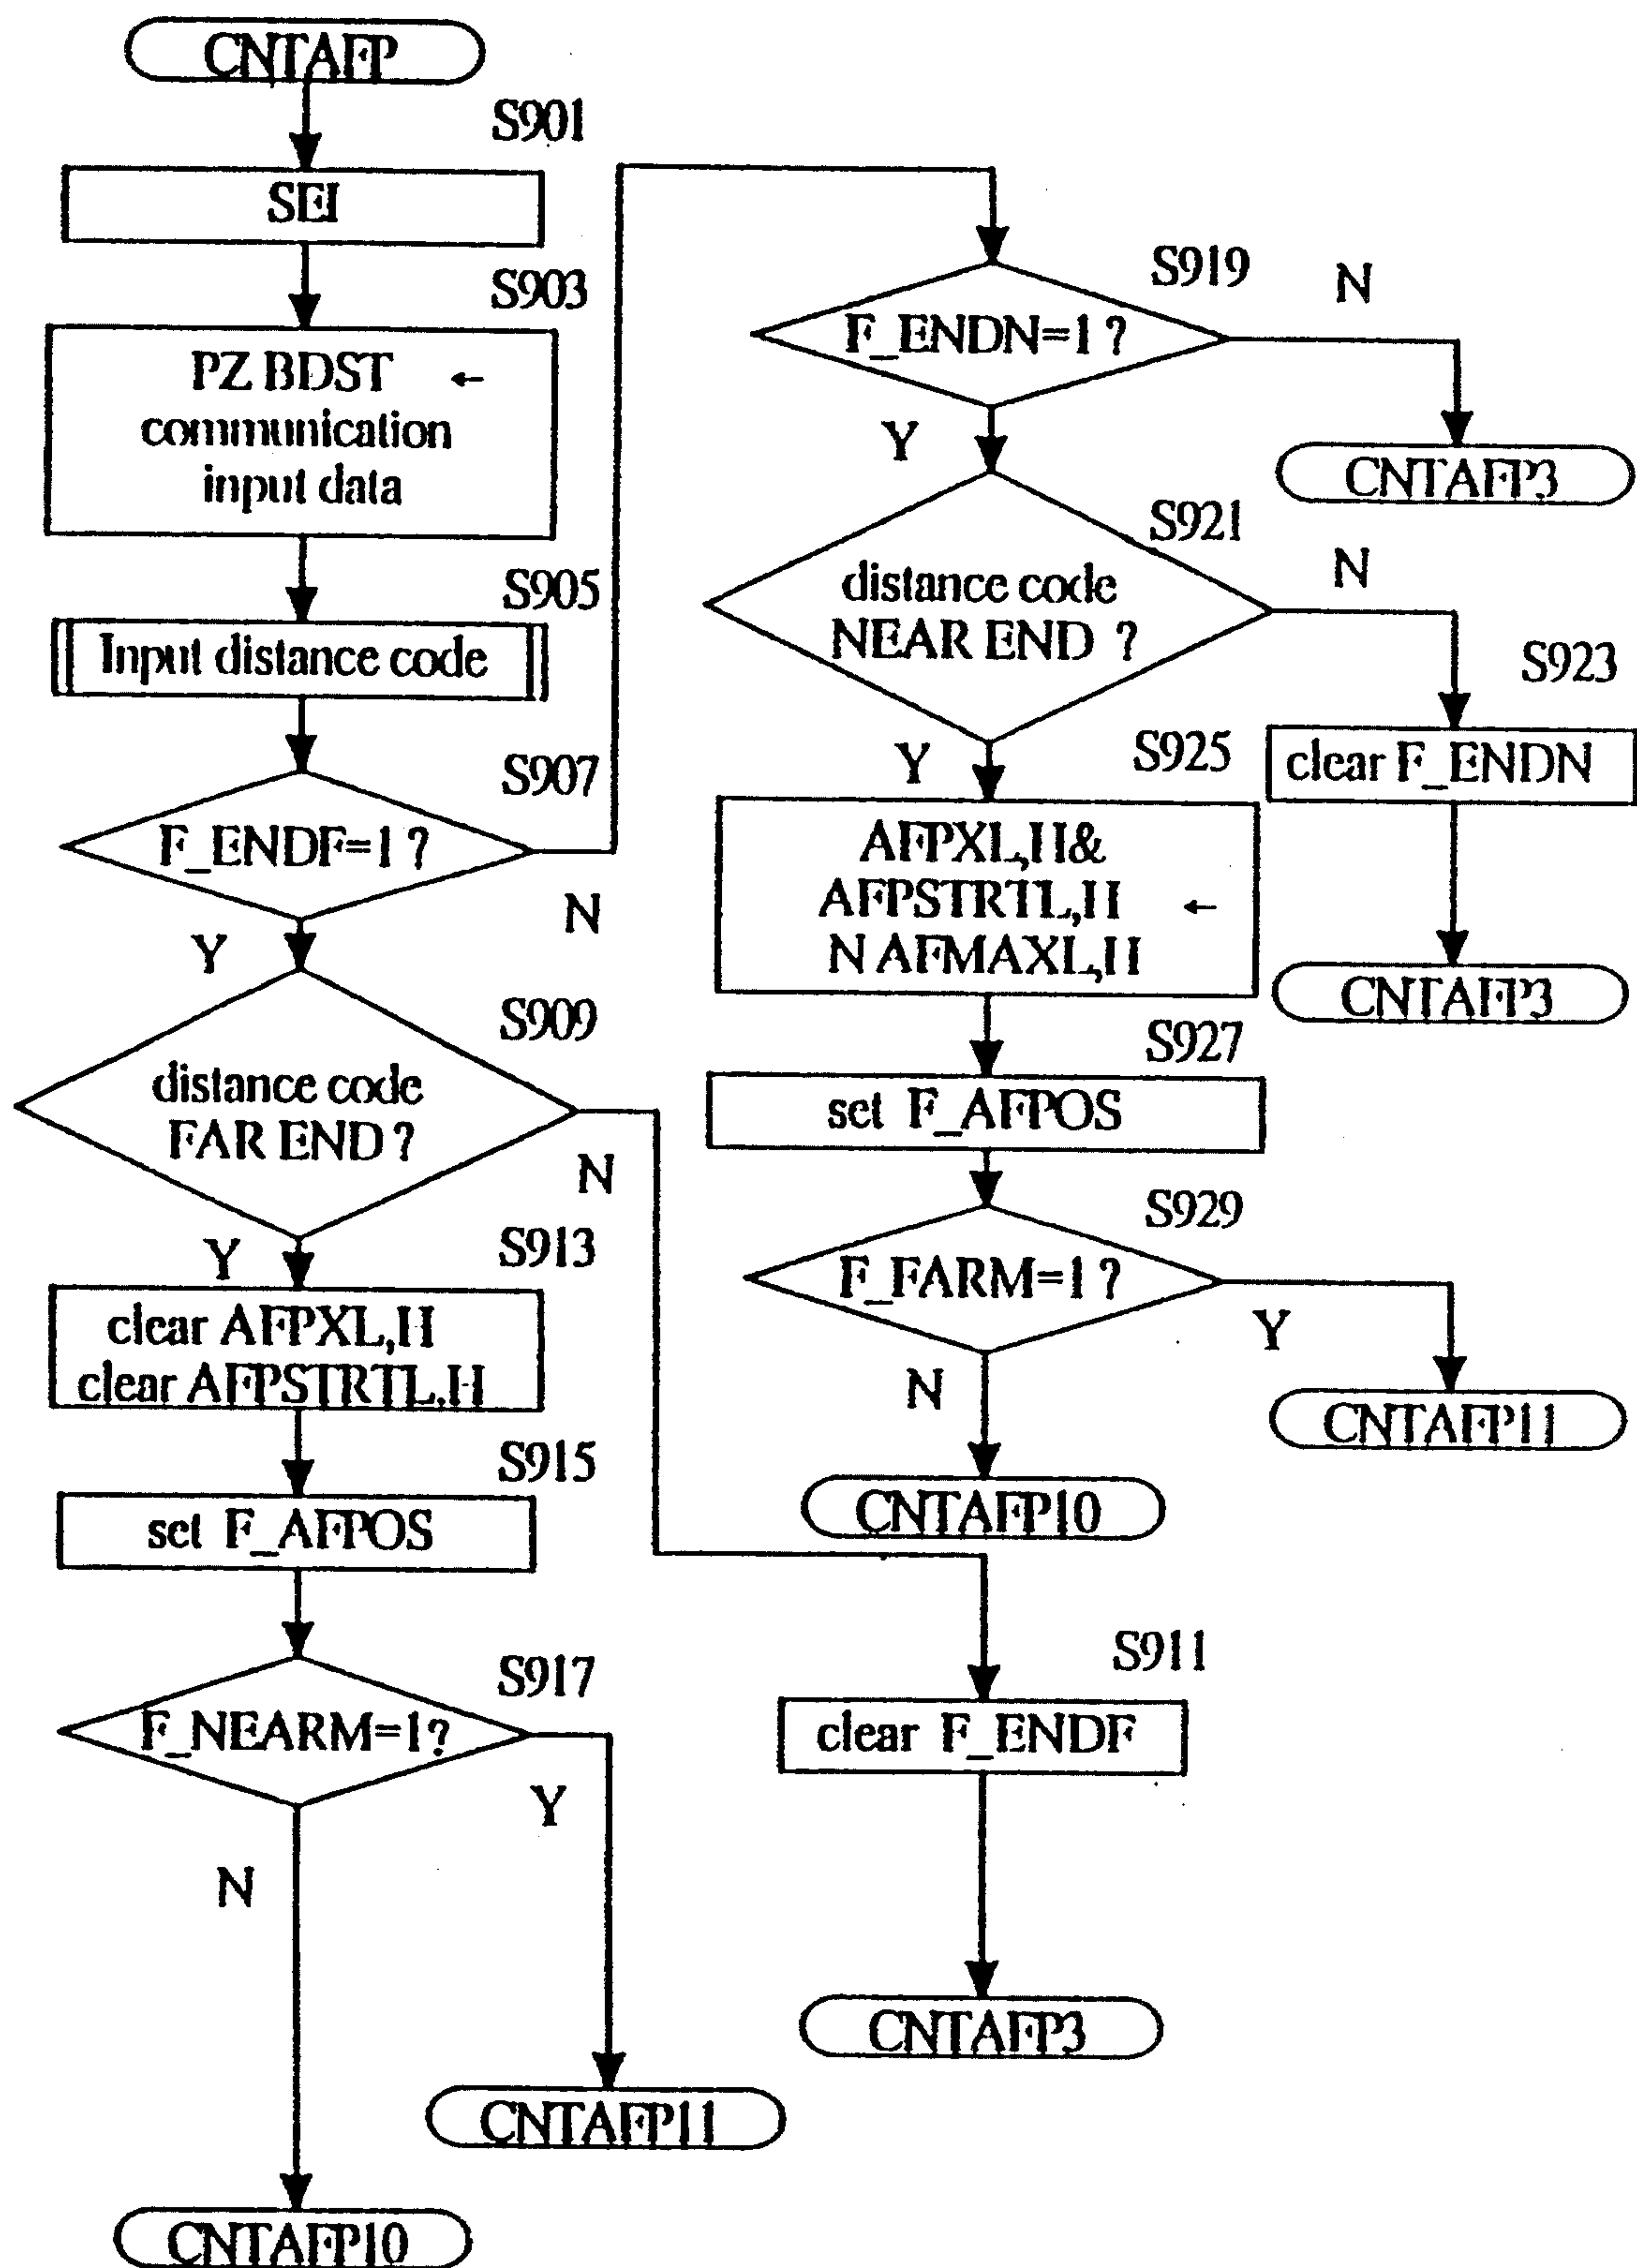 CNTAFP
S901
SEI
S903
PZ BDST ←
communication
input data
S905
Input distance code
S907
F_ENDF=1 ?
N
Y
S909
distance code
FAR END ?
N
Y
S913
clear AFPXL,H
clear AFPSTRTL,H
S915
set F_AFPOS
S917
F_NEARM=1?
Y
N
CNTAFP11
CNTAFP10
S919
N
F_ENDN=1 ?
Y
CNTAFP3
S921
N
distance code
NEAR END ?
S923
Y
S925
clear F_ENDN
AFPXL,H&
AFPSTRTL,H ←
N AFMAXL,H
CNTAFP3
S927
set F_AFPOS
S929
F_FARM=1 ?
Y
N
CNTAFP11
CNTAFP10
S911
clear F_ENDF
CNTAFP3